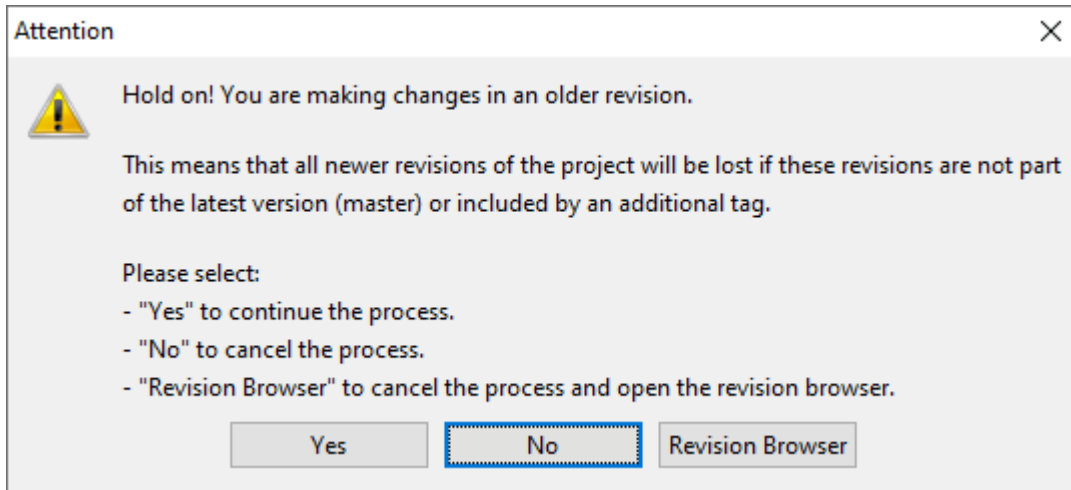 Attention
Hold on! You are making changes in an older revision.
This means that all newer revisions of the project will be lost if these revisions are not part
of the latest version (master) or included by an additional tag.
Please select:
- "Yes" to continue the process.
- "No" to cancel the process.
- "Revision Browser" to cancel the process and open the revision browser.
Yes No Revision Browser